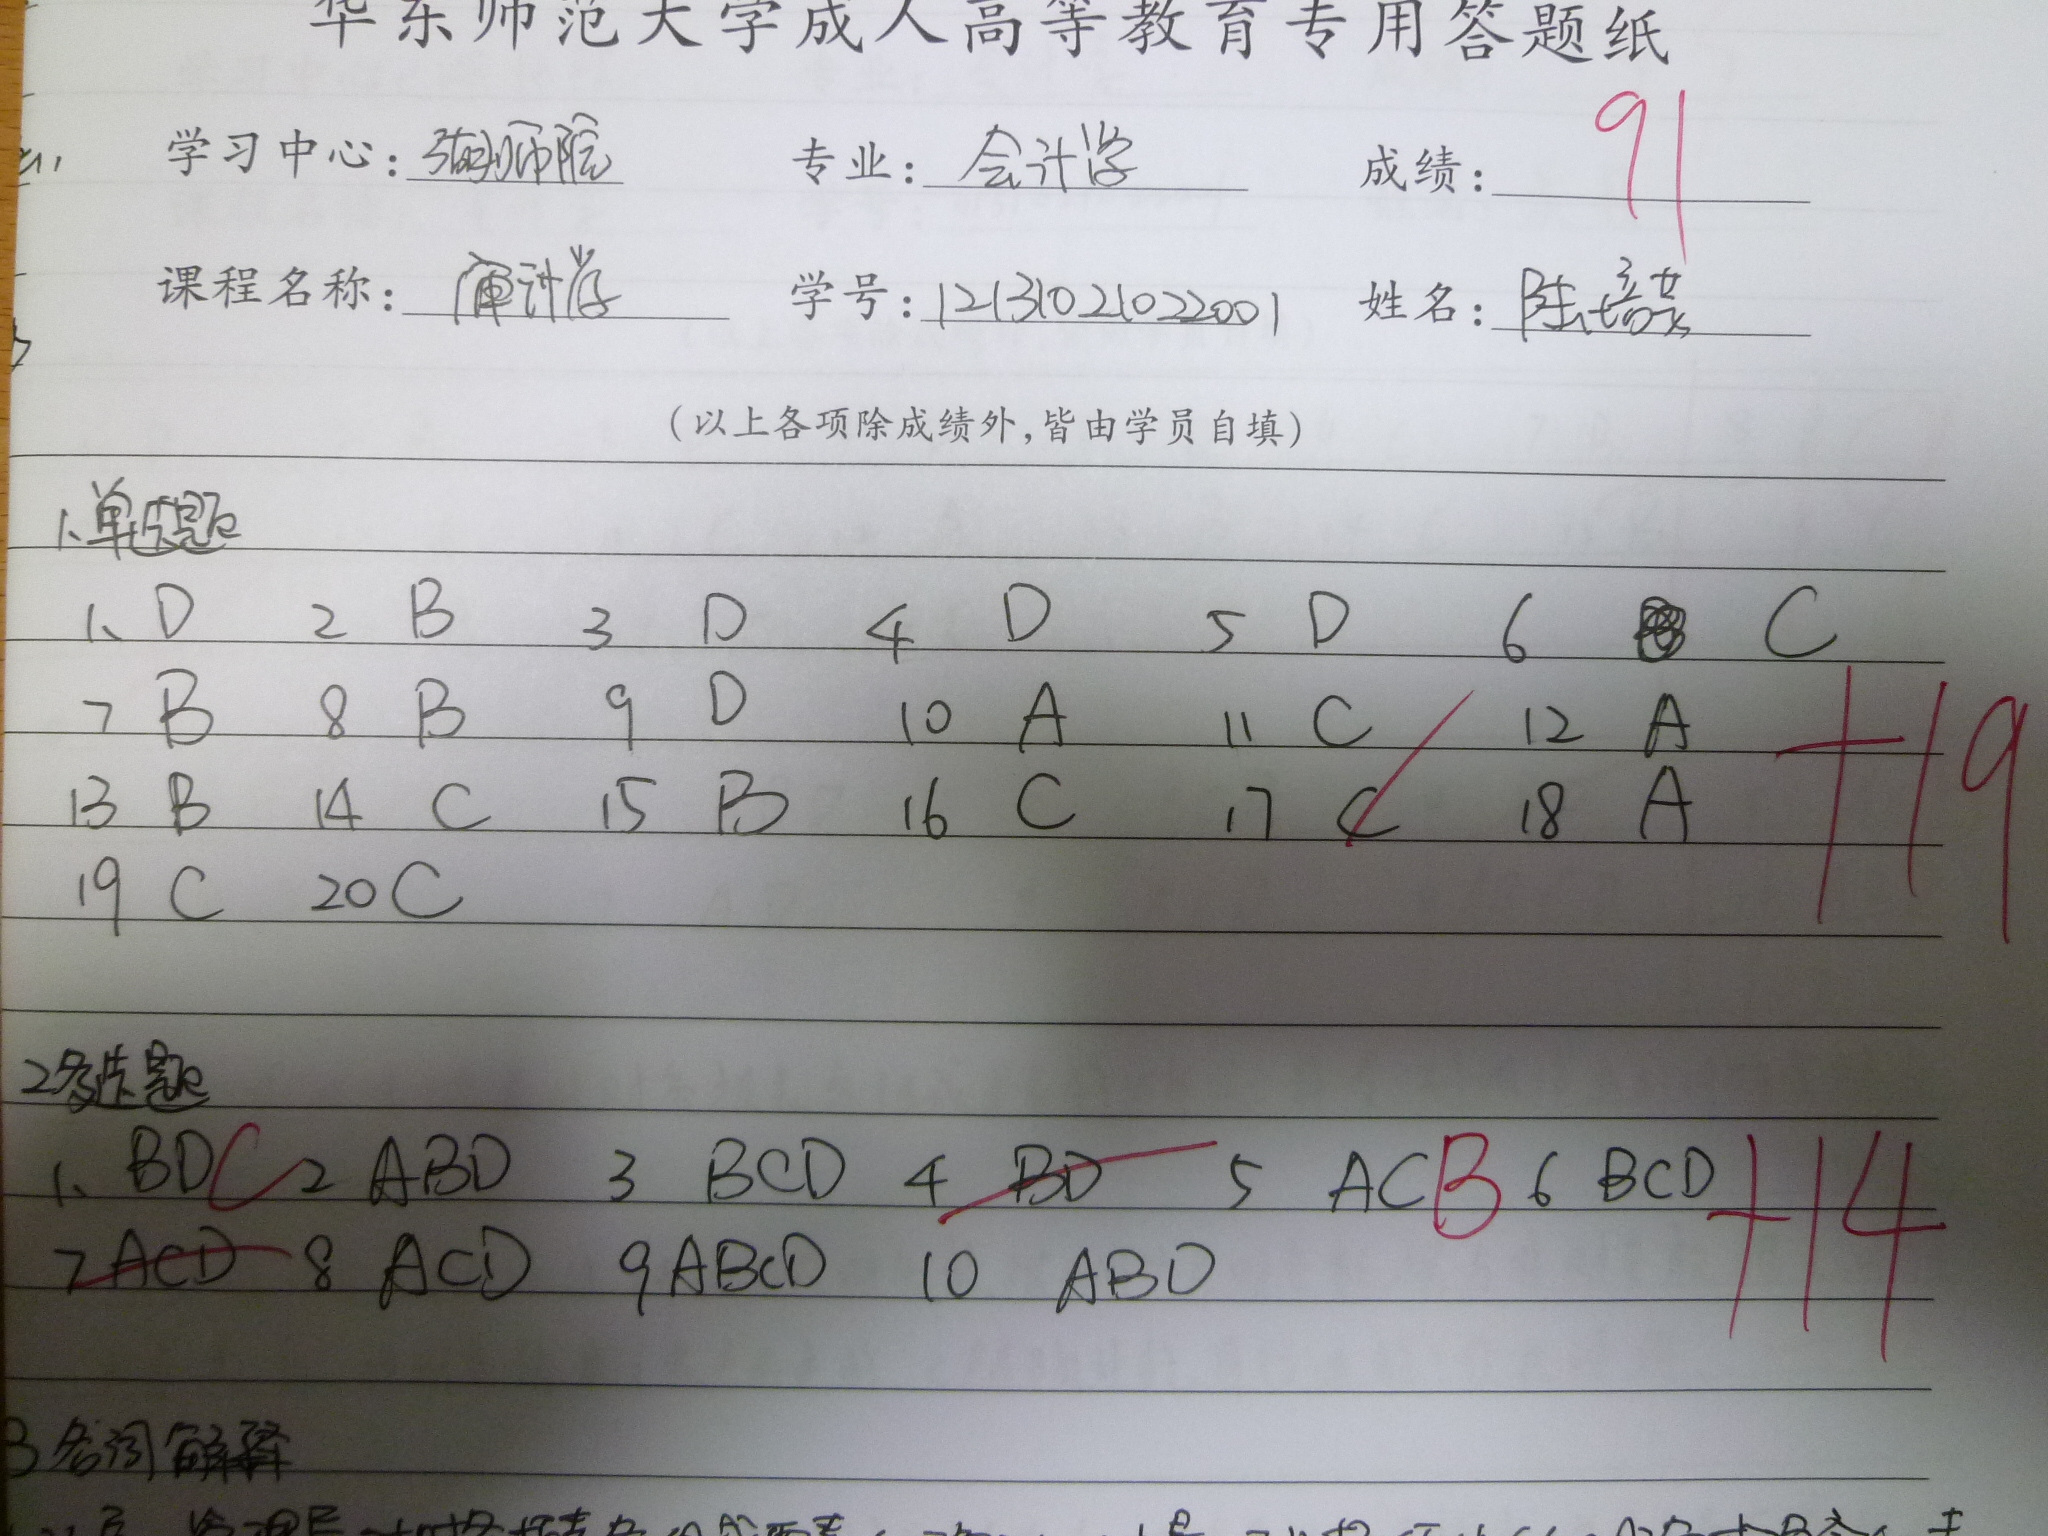 华东师范大学成人高等教育专用答题纸
学习中心: 师院 专业: 会计学 成绩: 91
课程名称: 审计学 学号: 12131021022001 姓名: 陈
(以上各项除成绩外,皆由学员自填)
1、单选题
1、D 2 B 3 D 4 D 5 D 6 C
7 B 8 B 9 D 10 A 11 C 12 A
13 B 14 C 15 B 16 C 17 C 18 A +19
19 C 20 C
2多选题
1、BDC 2 ABD 3 BCD 4 BD 5 ACB 6 BCD +14
7 ACD 8 ACD 9 ABCD 10 ABD
3名词解释